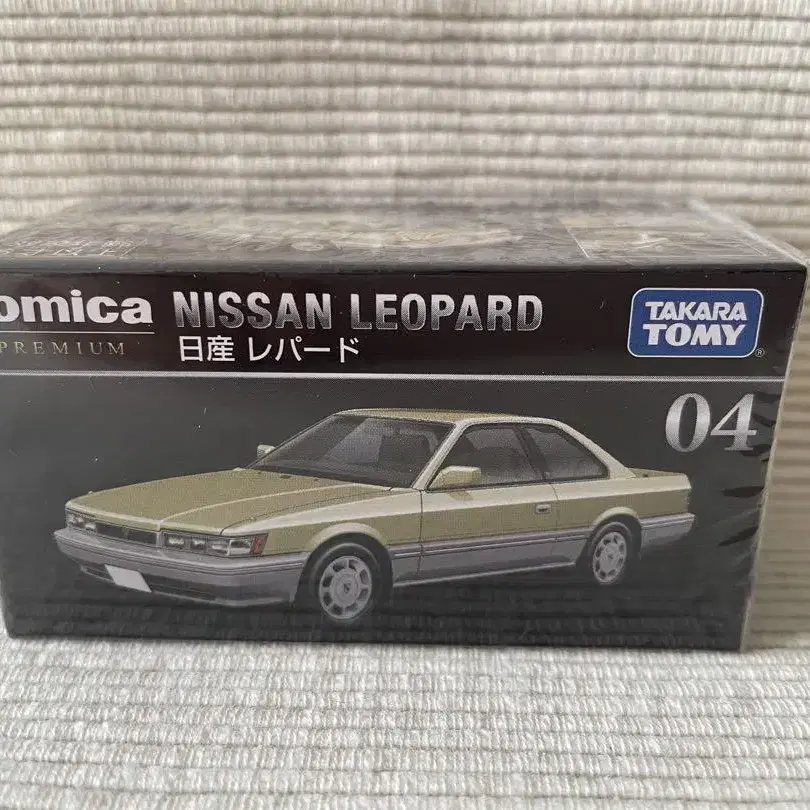 omica
PREMIUM
NISSAN LEOPARD
日産 レパード
TAKARA
TOMY
®
04